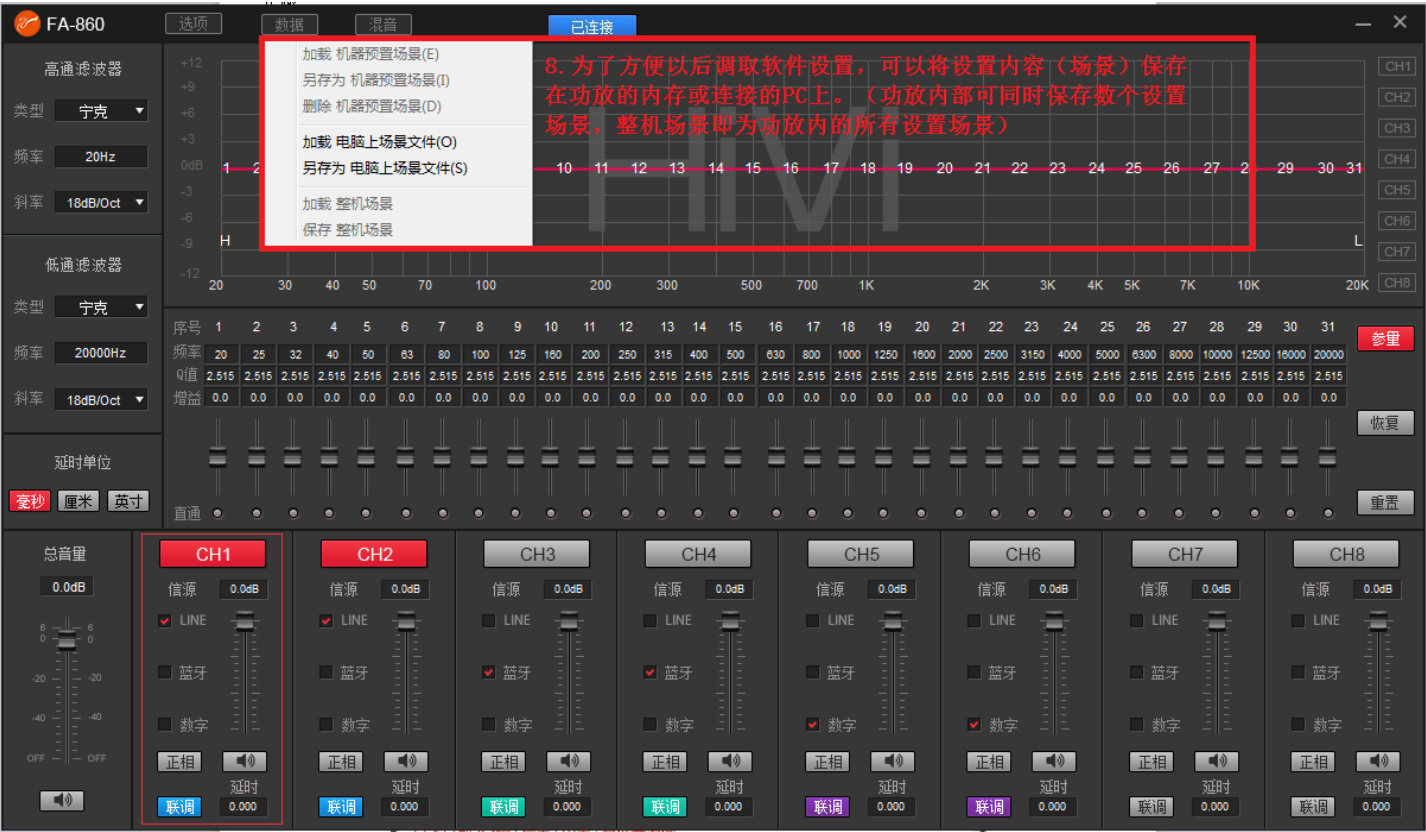 FA-860 选项 数据 混音 已连接
高通滤波器
类型 宁克
频率 20Hz
斜率 18dB/Oct
低通滤波器
类型 宁克
频率 20000Hz
斜率 18dB/Oct
延时单位
毫秒 厘米 英寸
加载 机器预置场景(E)
另存为 机器预置场景(I)
删除 机器预置场景(D)
加载 电脑上场景文件(O)
另存为 电脑上场景文件(S)
加载 整机场景
保存 整机场景
8.为了方便以后调取软件设置，可以将设置内容（场景）保存
在功放的内存或连接的PC上。（功放内部可同时保存数个设置
场景，整机场景即为功放内的所有设置场景）
HiVi
+12
+9
+6
+3
0dB
-3
-6
-9
-12
1 2 10 11 12 13 14 15 16 17 18 19 20 21 22 23 24 25 26 27 28 29 30 31
H L
20 30 40 50 70 100 200 300 500 700 1K 2K 3K 4K 5K 7K 10K 20K
CH1
CH2
CH3
CH4
CH5
CH6
CH7
CH8
序号 1 2 3 4 5 6 7 8 9 10 11 12 13 14 15 16 17 18 19 20 21 22 23 24 25 26 27 28 29 30 31
频率 20 25 32 40 50 63 80 100 125 160 200 250 315 400 500 630 800 1000 1250 1600 2000 2500 3150 4000 5000 6300 8000 10000 12500 16000 20000
Q值 2.515 2.515 2.515 2.515 2.515 2.515 2.515 2.515 2.515 2.515 2.515 2.515 2.515 2.515 2.515 2.515 2.515 2.515 2.515 2.515 2.515 2.515 2.515 2.515 2.515 2.515 2.515 2.515 2.515 2.515 2.515
增益 0.0 0.0 0.0 0.0 0.0 0.0 0.0 0.0 0.0 0.0 0.0 0.0 0.0 0.0 0.0 0.0 0.0 0.0 0.0 0.0 0.0 0.0 0.0 0.0 0.0 0.0 0.0 0.0 0.0 0.0 0.0
直通
参量
恢复
重置
总音量
0.0dB
6 6
0 0
-20 -20
-40 -40
OFF OFF
CH1 CH2 CH3 CH4 CH5 CH6 CH7 CH8
信源 0.0dB 信源 0.0dB 信源 0.0dB 信源 0.0dB 信源 0.0dB 信源 0.0dB 信源 0.0dB 信源 0.0dB
LINE LINE LINE LINE LINE LINE LINE LINE
蓝牙 蓝牙 蓝牙 蓝牙 蓝牙 蓝牙 蓝牙 蓝牙
数字 数字 数字 数字 数字 数字 数字 数字
正相 正相 正相 正相 正相 正相 正相 正相
延时 延时 延时 延时 延时 延时 延时 延时
联调 0.000 联调 0.000 联调 0.000 联调 0.000 联调 0.000 联调 0.000 联调 0.000 联调 0.000